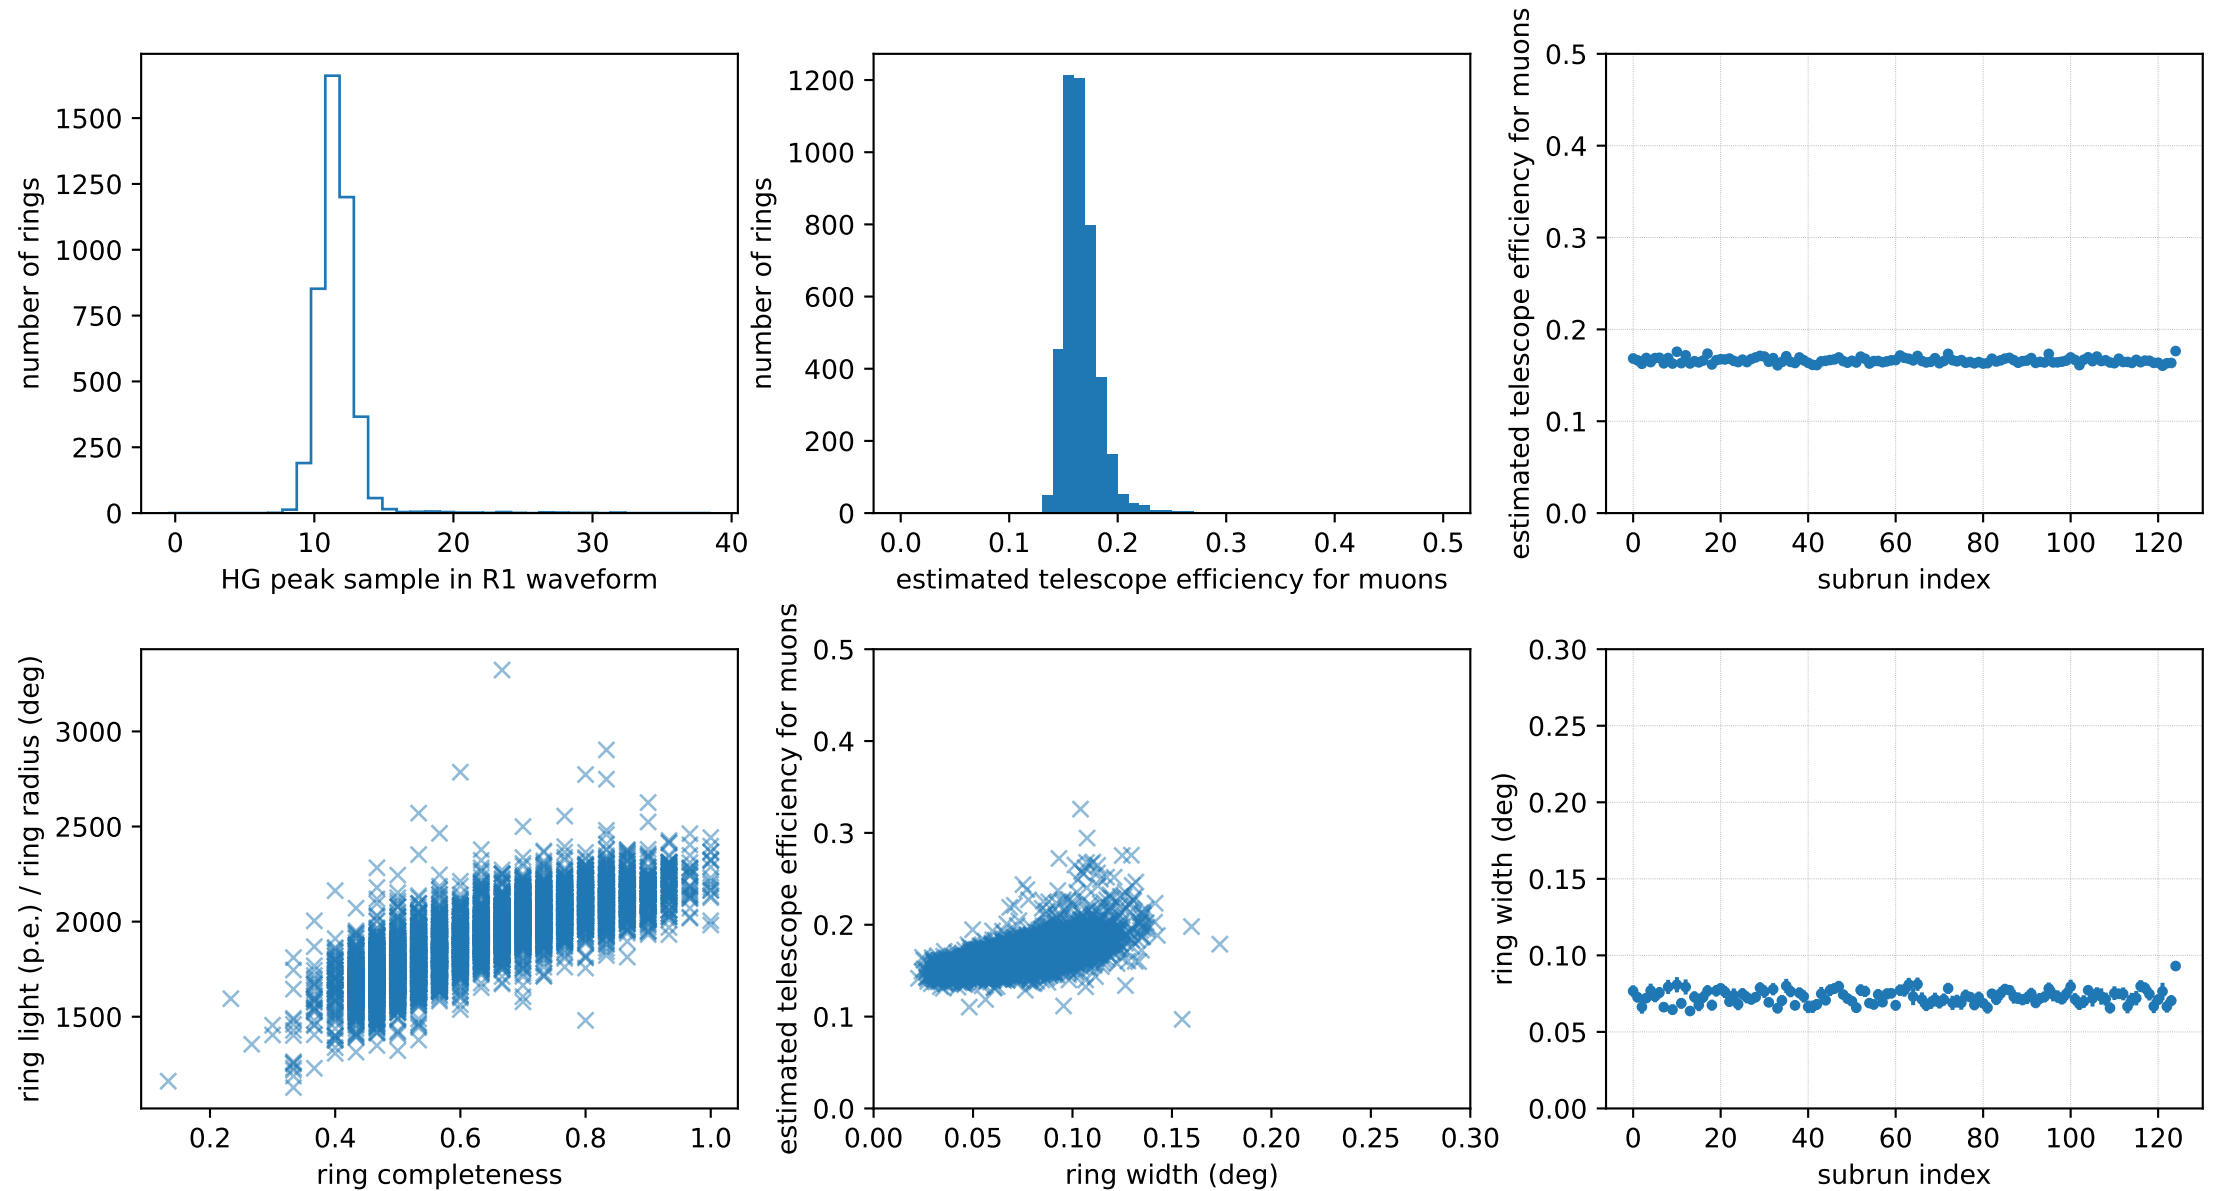 number of rings
1500
1250
1000
750
500
250
0
0 10 20 30 40
HG peak sample in R1 waveform
number of rings
1200
1000
800
600
400
200
0
0.0 0.1 0.2 0.3 0.4 0.5
estimated telescope efficiency for muons
estimated telescope efficiency for muons
0.5
0.4
0.3
0.2
0.1
0.0
0 20 40 60 80 100 120
subrun index
ring light (p.e.) / ring radius (deg)
3000
2500
2000
1500
0.2 0.4 0.6 0.8 1.0
ring completeness
estimated telescope efficiency for muons
0.5
0.4
0.3
0.2
0.1
0.0
0.00 0.05 0.10 0.15 0.20 0.25 0.30
ring width (deg)
ring width (deg)
0.30
0.25
0.20
0.15
0.10
0.05
0.00
0 20 40 60 80 100 120
subrun index